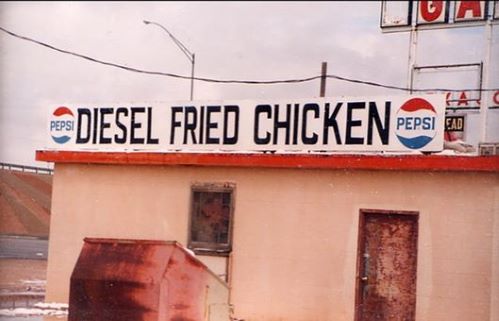 GA
PEPSI DIESEL FRIED CHICKEN PEPSI